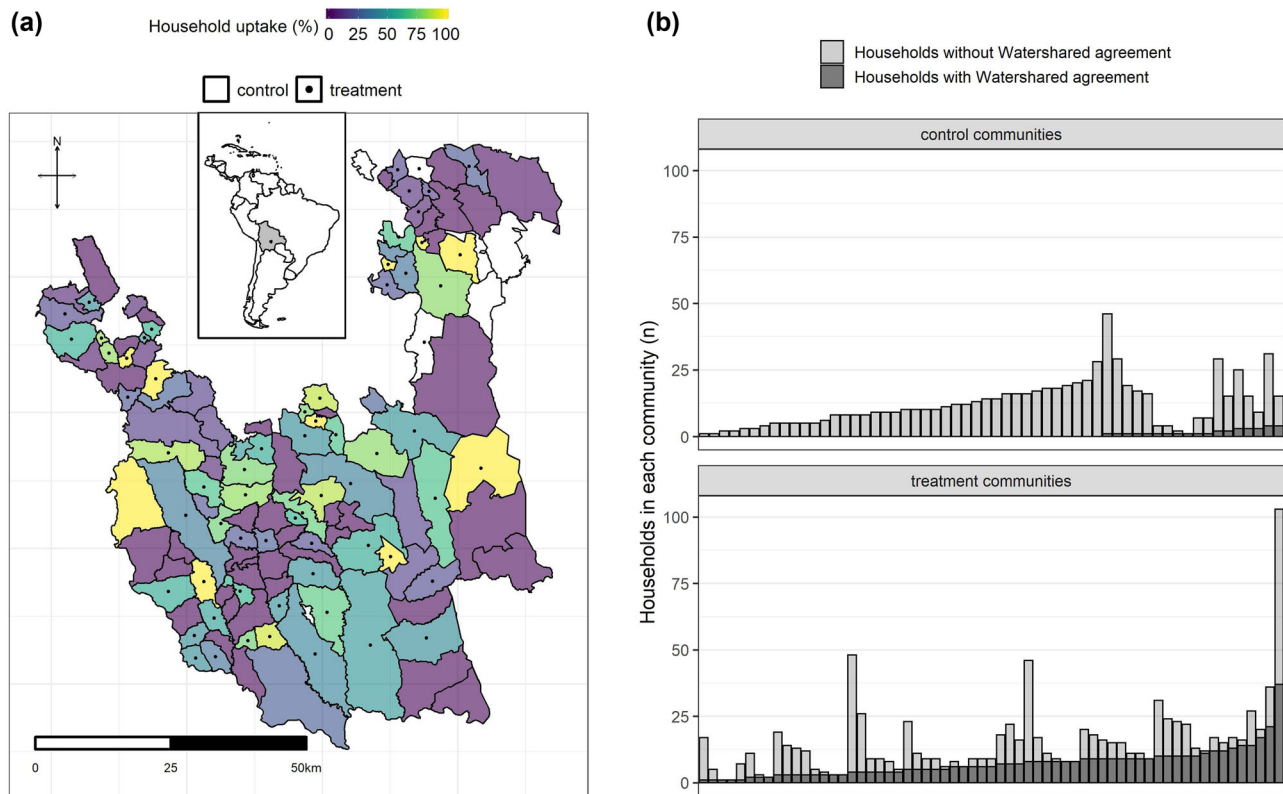 (a)
Household uptake (%)
0 25 50 75 100
control treatment
N
0 25 50km
(b)
Households without Watershared agreement
Households with Watershared agreement
Households in each community (n)
control communities
100
75
50
25
0
treatment communities
100
75
50
25
0